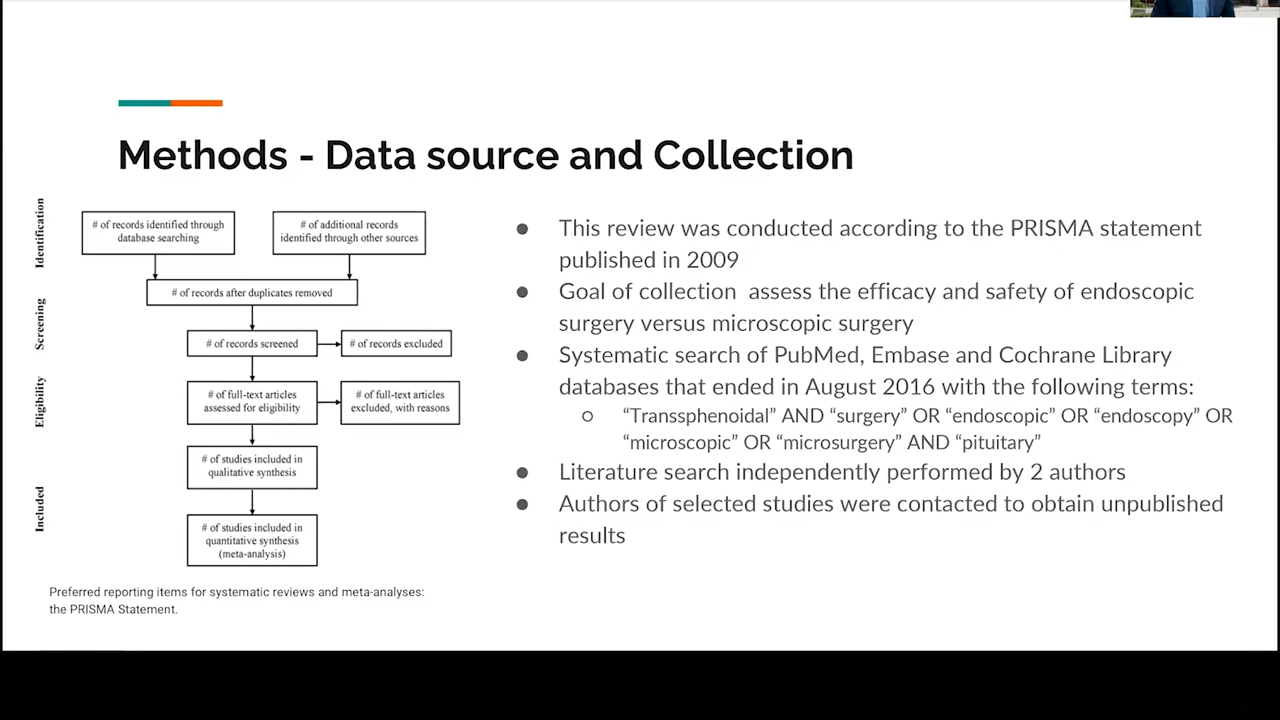 Methods - Data source and Collection
Identification
# of records identified through
database searching
# of additional records
identified through other sources
# of records after duplicates removed
Screening
# of records screened
# of records excluded
Eligibility
# of full-text articles
assessed for eligibility
# of full-text articles
excluded, with reasons
# of studies included in
qualitative synthesis
Included
# of studies included in
quantitative synthesis
(meta-analysis)
Preferred reporting items for systematic reviews and meta-analyses:
the PRISMA Statement.
● This review was conducted according to the PRISMA statement
published in 2009
● Goal of collection  assess the efficacy and safety of endoscopic
surgery versus microscopic surgery
● Systematic search of PubMed, Embase and Cochrane Library
databases that ended in August 2016 with the following terms:
○ “Transsphenoidal” AND “surgery” OR “endoscopic” OR “endoscopy” OR
“microscopic” OR “microsurgery” AND “pituitary”
● Literature search independently performed by 2 authors
● Authors of selected studies were contacted to obtain unpublished
results